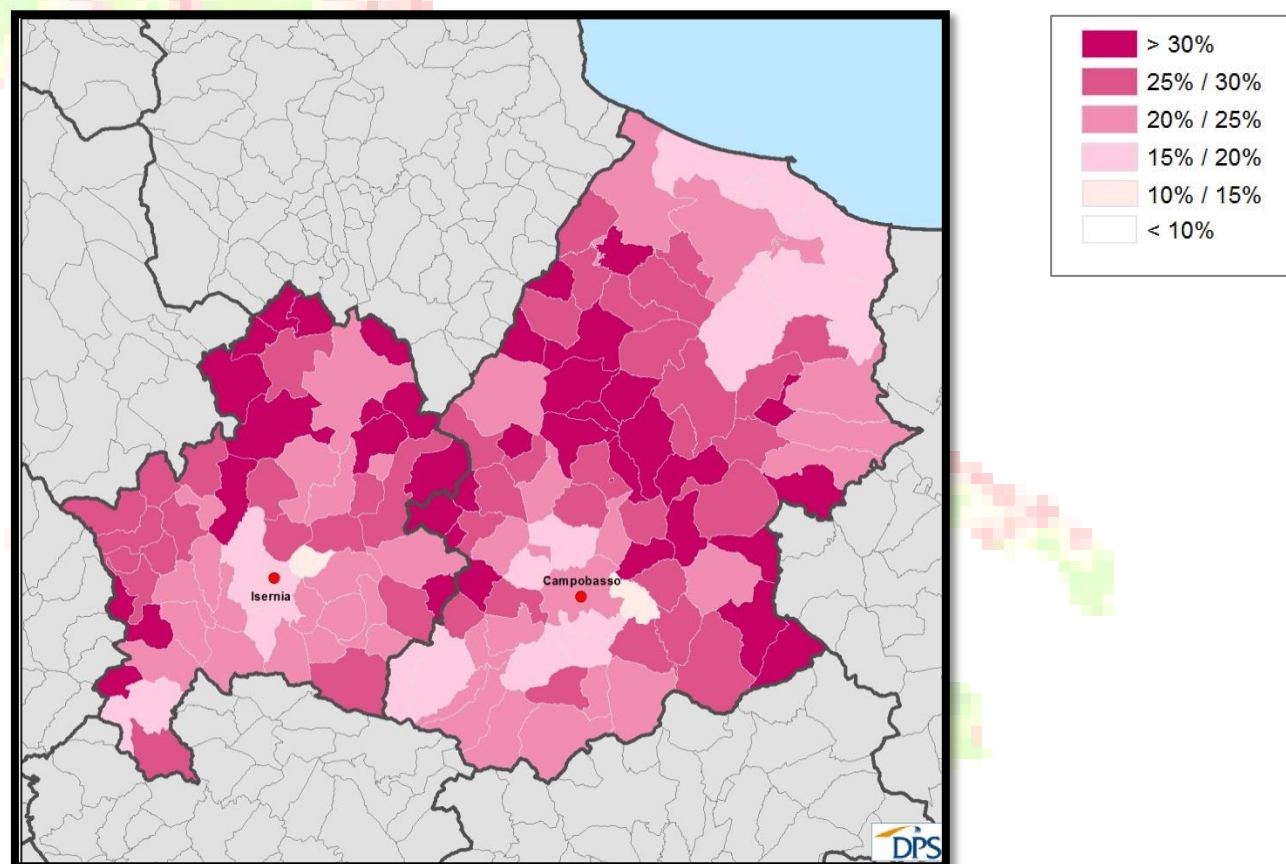 > 30%
25% / 30%
20% / 25%
15% / 20%
10% / 15%
< 10%
Campobasso
Isernia
DPS